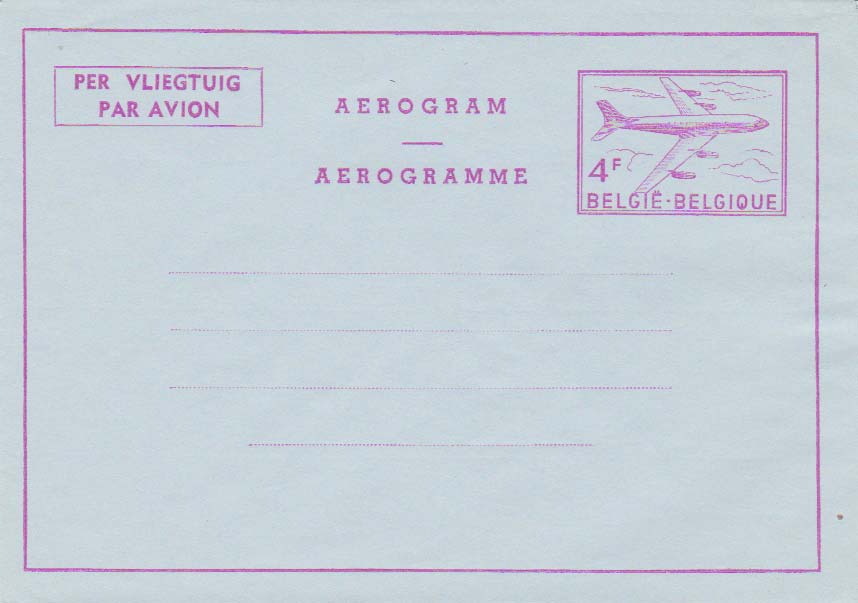 PER VLIEGTUIG
PAR AVION
AEROGRAM
AEROGRAMME
4F
BELGIË-BELGIQUE